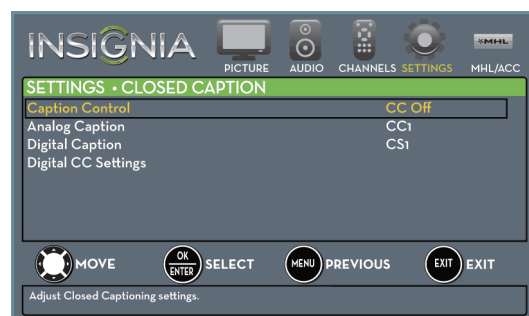 INSIGNIA
PICTURE AUDIO CHANNELS SETTINGS MHL MHL/ACC
SETTINGS • CLOSED CAPTION
Caption Control CC Off
Analog Caption CC1
Digital Caption CS1
Digital CC Settings
MOVE OK ENTER SELECT MENU PREVIOUS EXIT EXIT
Adjust Closed Captioning settings.